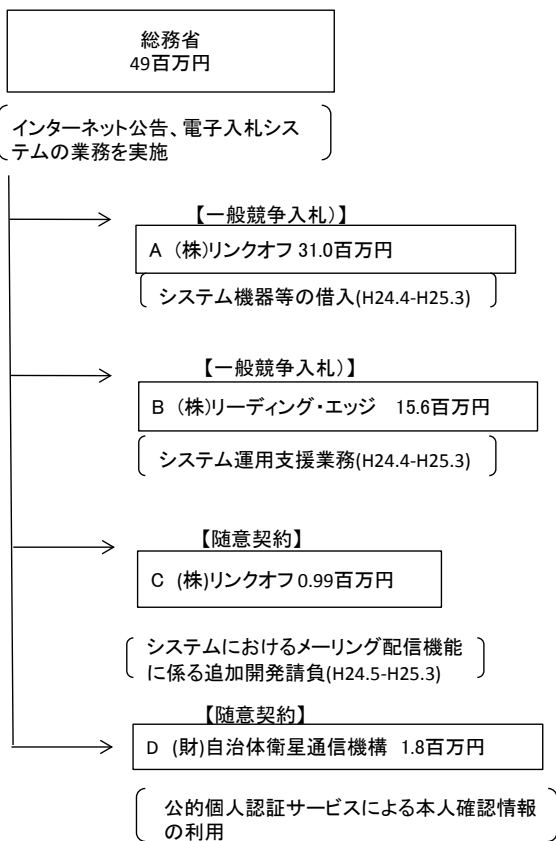 総務省
49百万円
インターネット公告、電子入札シス
テムの業務を実施
【一般競争入札)】
A (株)リンクオフ 31.0百万円
システム機器等の借入(H24.4-H25.3)
【一般競争入札)】
B (株)リーディング・エッジ 15.6百万円
システム運用支援業務(H24.4-H25.3)
【随意契約】
C (株)リンクオフ 0.99百万円
システムにおけるメーリング配信機能
に係る追加開発請負(H24.5-H25.3)
【随意契約】
D (財)自治体衛星通信機構 1.8百万円
公的個人認証サービスによる本人確認情報
の利用